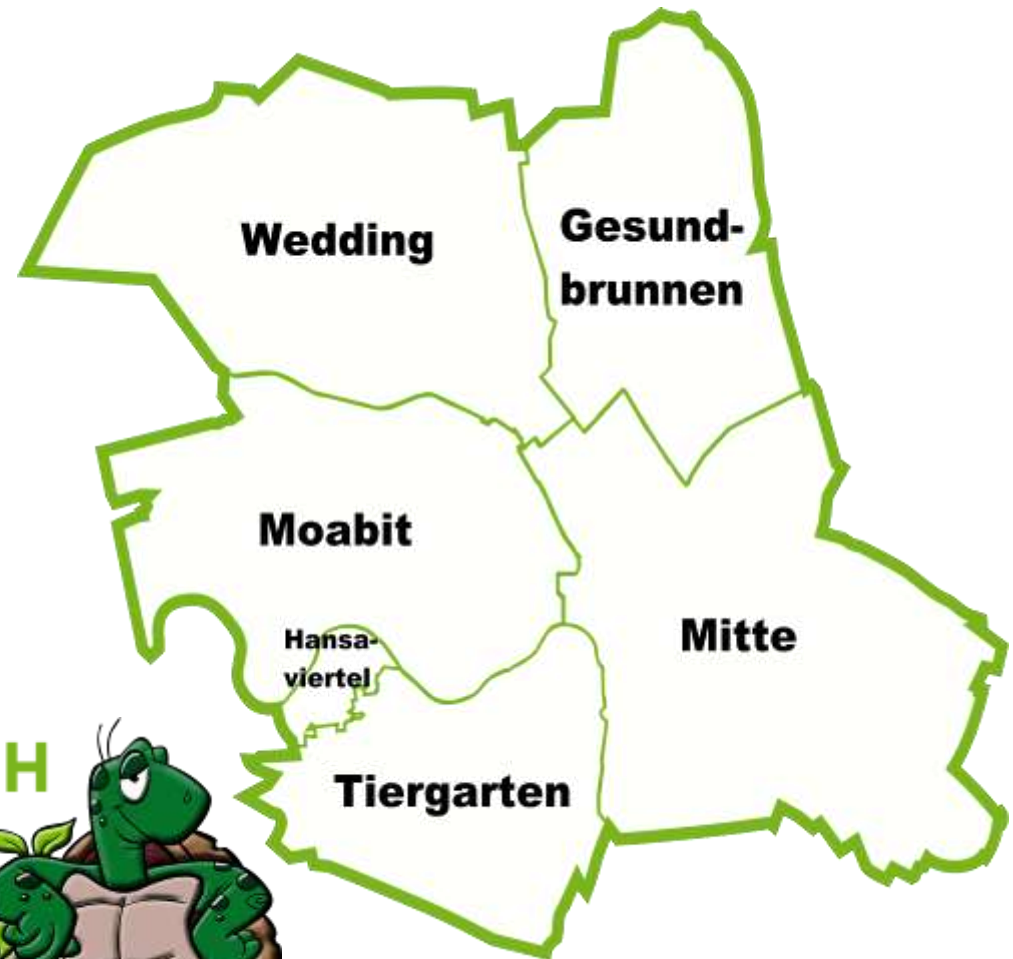 Wedding
Gesund-
brunnen
Moabit
Hansa-
viertel
Mitte
Tiergarten
H